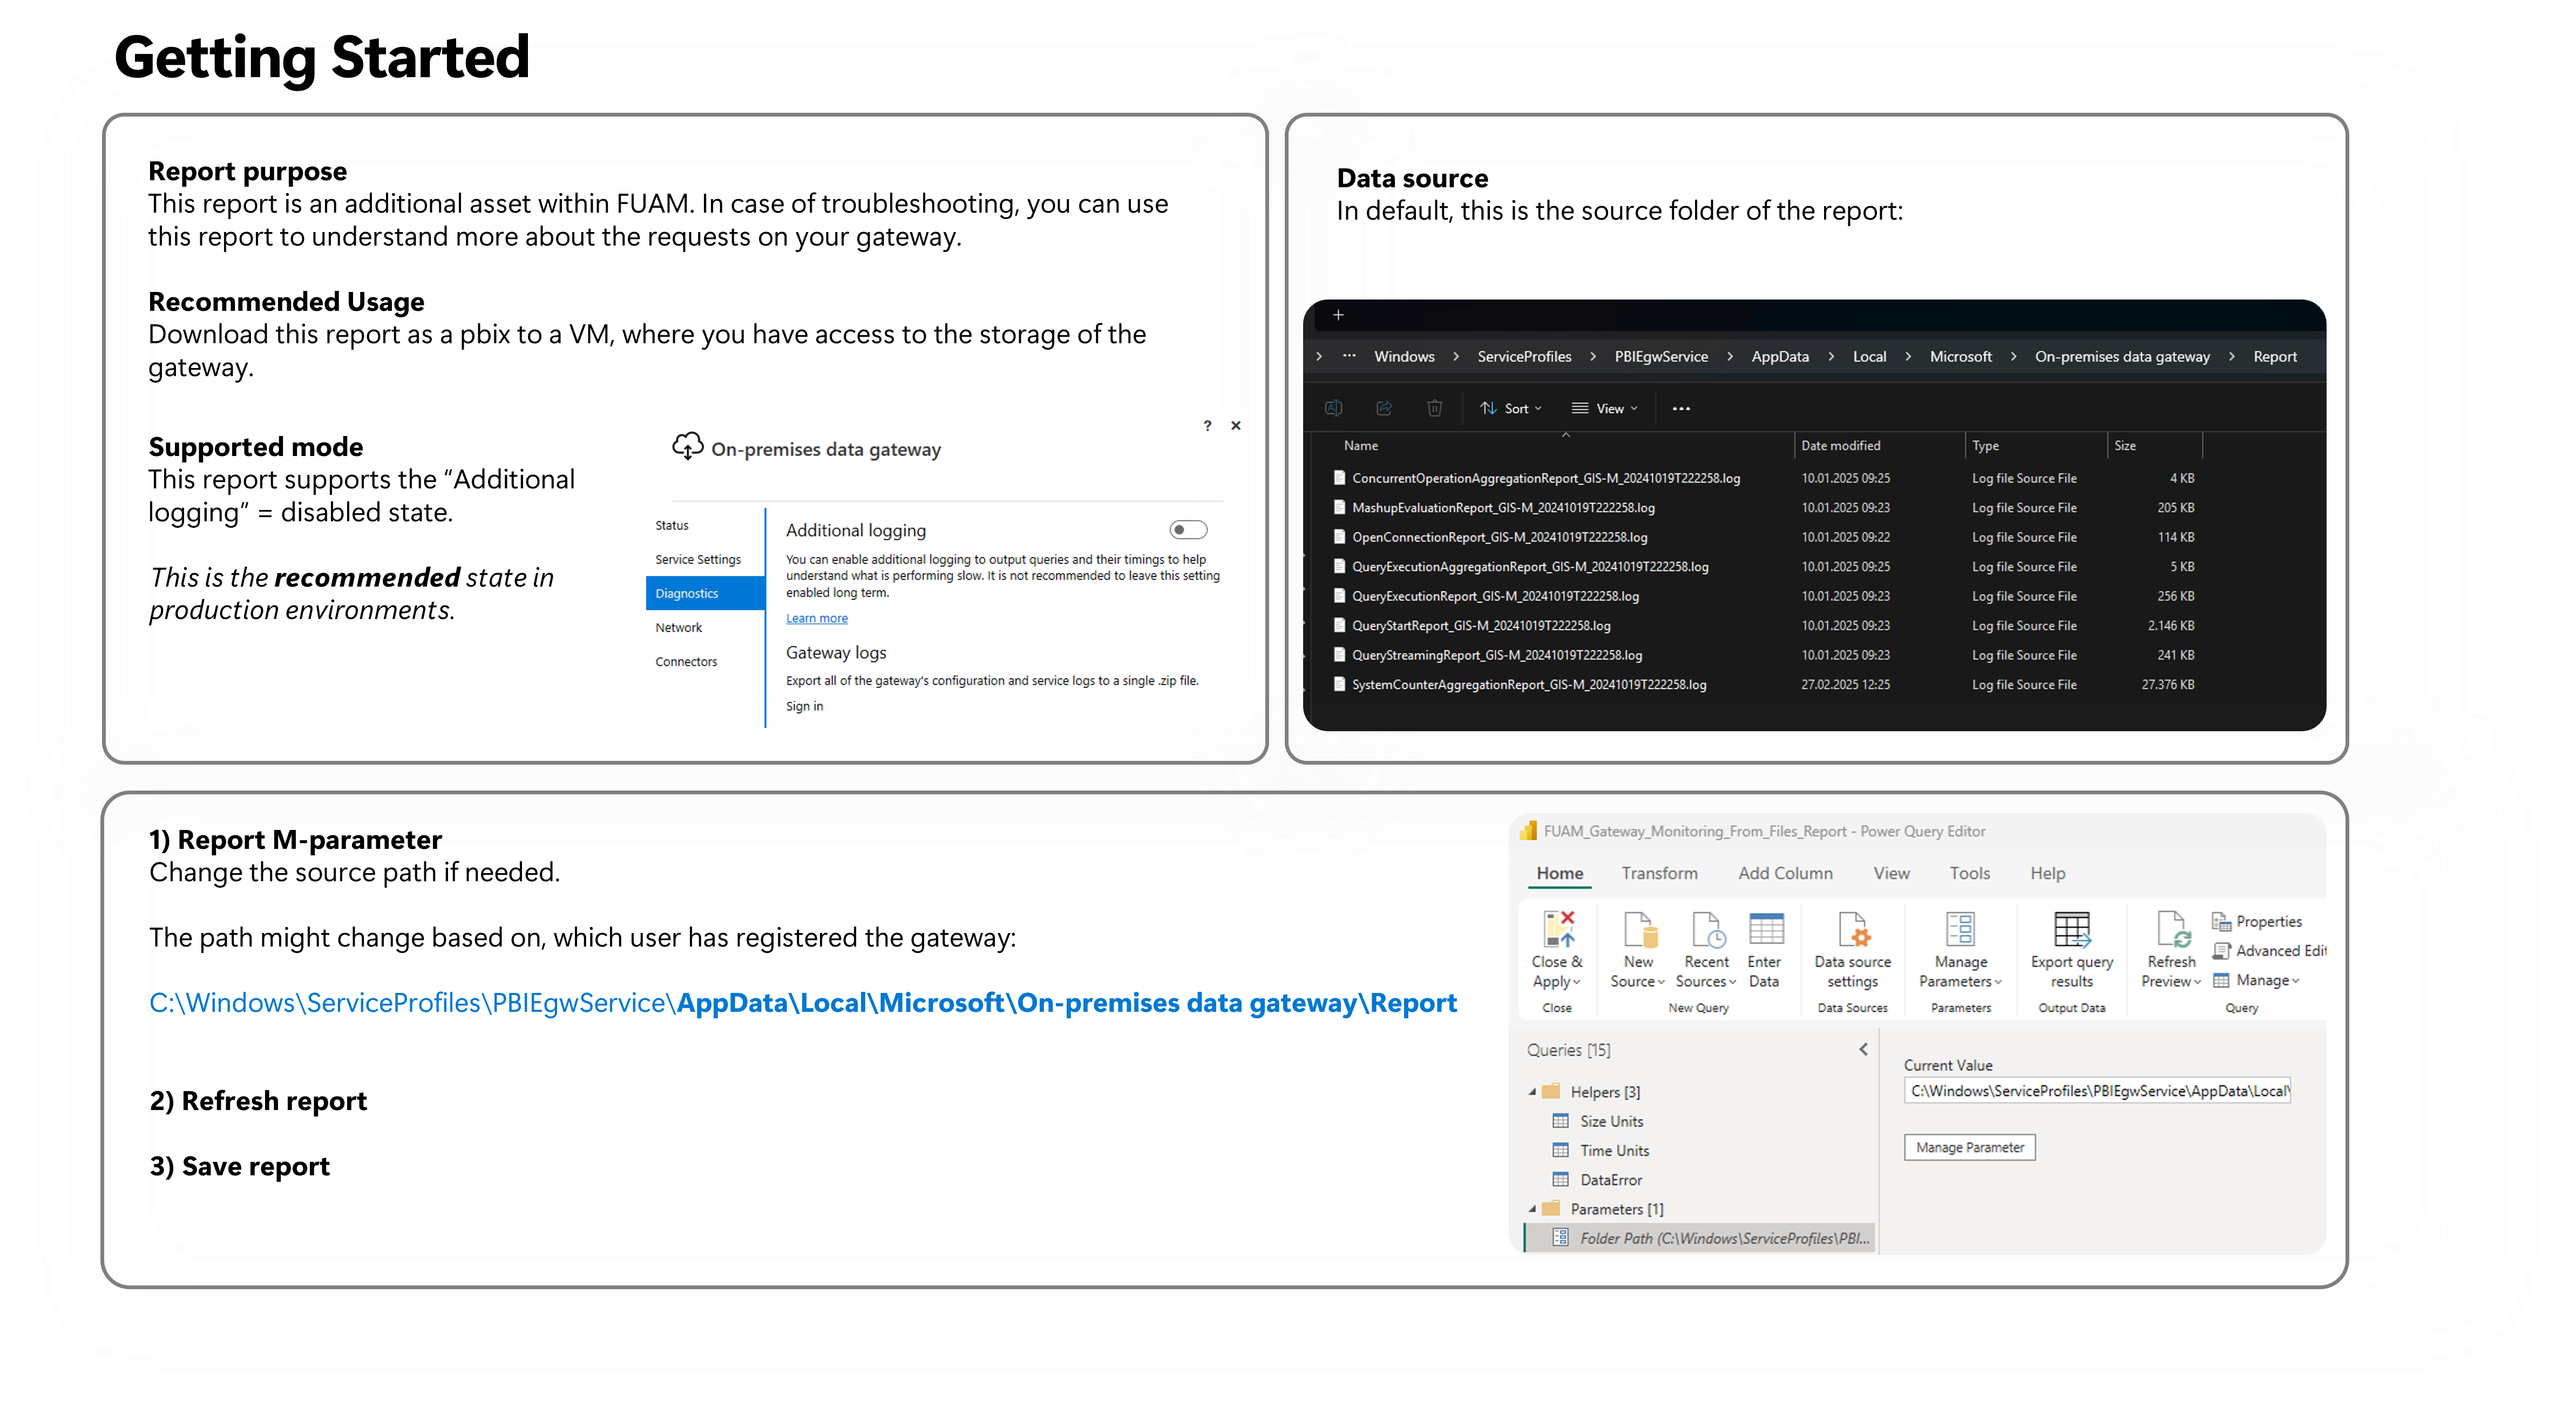 Getting Started
Report purpose
This report is an additional asset within FUAM. In case of troubleshooting, you can use
this report to understand more about the requests on your gateway.
Recommended Usage
Download this report as a pbix to a VM, where you have access to the storage of the
gateway.
Supported mode
This report supports the “Additional
logging” = disabled state.
This is the recommended state in
production environments.
? ×
On-premises data gateway
Status
Service Settings
Diagnostics
Network
Connectors
Additional logging
You can enable additional logging to output queries and their timings to help
understand what is performing slow. It is not recommended to leave this setting
enabled long term.
Learn more
Gateway logs
Export all of the gateway's configuration and service logs to a single .zip file.
Sign in
Data source
In default, this is the source folder of the report:
+
> ··· Windows > ServiceProfiles > PBIEgwService > AppData > Local > Microsoft > On-premises data gateway > Report
Sort View ···
Name Date modified Type Size
ConcurrentOperationAggregationReport_GIS-M_20241019T222258.log 10.01.2025 09:25 Log file Source File 4 KB
MashupEvaluationReport_GIS-M_20241019T222258.log 10.01.2025 09:23 Log file Source File 205 KB
OpenConnectionReport_GIS-M_20241019T222258.log 10.01.2025 09:22 Log file Source File 114 KB
QueryExecutionAggregationReport_GIS-M_20241019T222258.log 10.01.2025 09:25 Log file Source File 5 KB
QueryExecutionReport_GIS-M_20241019T222258.log 10.01.2025 09:23 Log file Source File 256 KB
QueryStartReport_GIS-M_20241019T222258.log 10.01.2025 09:23 Log file Source File 2.146 KB
QueryStreamingReport_GIS-M_20241019T222258.log 10.01.2025 09:23 Log file Source File 241 KB
SystemCounterAggregationReport_GIS-M_20241019T222258.log 27.02.2025 12:25 Log file Source File 27.376 KB
1) Report M-parameter
Change the source path if needed.
The path might change based on, which user has registered the gateway:
C:\Windows\ServiceProfiles\PBIEgwService\AppData\Local\Microsoft\On-premises data gateway\Report
2) Refresh report
3) Save report
FUAM_Gateway_Monitoring_From_Files_Report - Power Query Editor
Home Transform Add Column View Tools Help
Close &
Apply
Close
New
Source
Recent
Sources
Enter
Data
New Query
Data source
settings
Data Sources
Manage
Parameters
Parameters
Export query
results
Output Data
Refresh
Preview
Properties
Advanced Edit
Manage
Query
Queries [15]
Helpers [3]
Size Units
Time Units
DataError
Parameters [1]
Folder Path (C:\Windows\ServiceProfiles\PBI...
Current Value
C:\Windows\ServiceProfiles\PBIEgwService\AppData\Local\
Manage Parameter